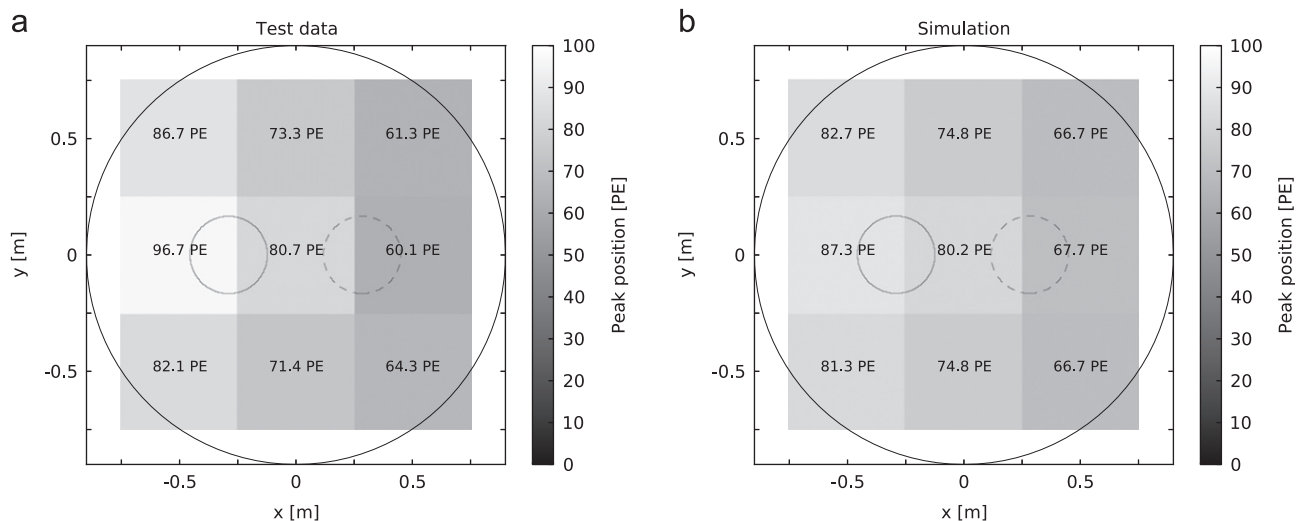 a
Test data
86.7 PE 73.3 PE 61.3 PE
96.7 PE 80.7 PE 60.1 PE
82.1 PE 71.4 PE 64.3 PE
0.5
0
-0.5
y [m]
-0.5 0 0.5
x [m]
100
90
80
70
60
50
40
30
20
10
0
Peak position [PE]
b
Simulation
82.7 PE 74.8 PE 66.7 PE
87.3 PE 80.2 PE 67.7 PE
81.3 PE 74.8 PE 66.7 PE
0.5
0
-0.5
y [m]
-0.5 0 0.5
x [m]
100
90
80
70
60
50
40
30
20
10
0
Peak position [PE]